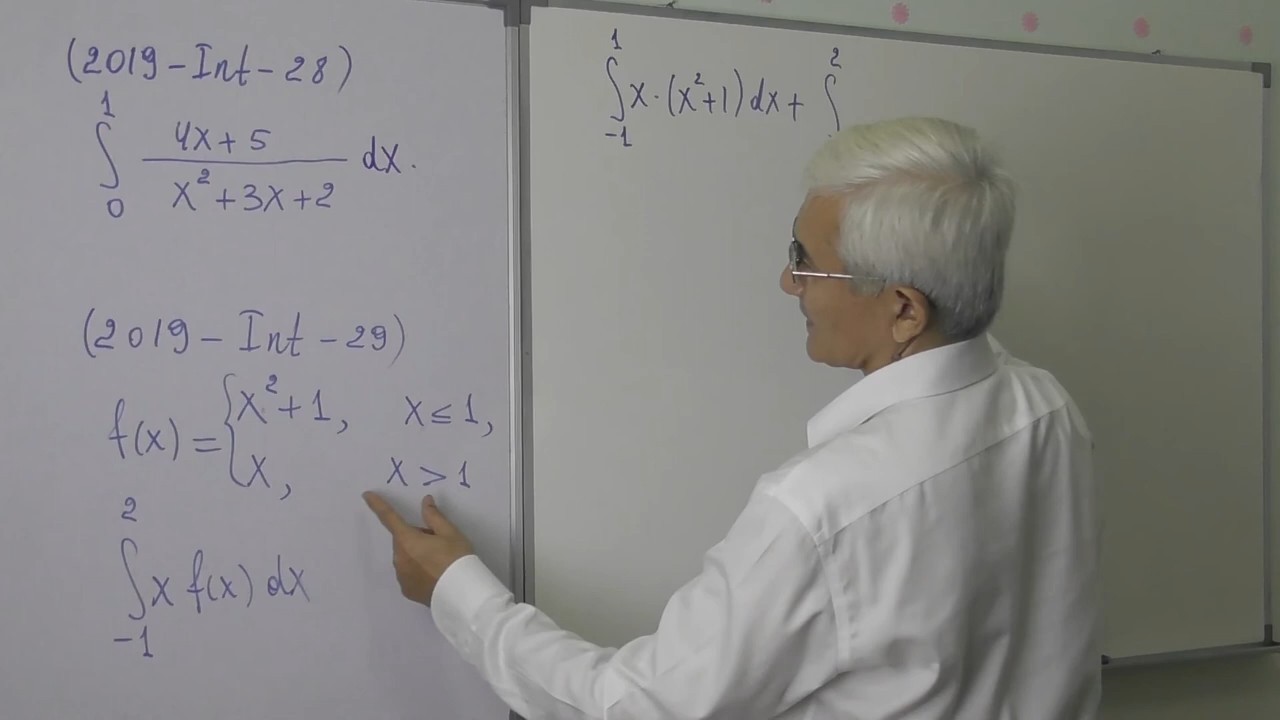 (2019-Int-28)
∫₀¹ (4x+5)/(x²+3x+2) dx.
(2019-Int-29)
f(x) = { x²+1, x ≤ 1,
x, x > 1
∫₋₁² x f(x) dx
∫₋₁¹ x·(x²+1)dx + ∫²